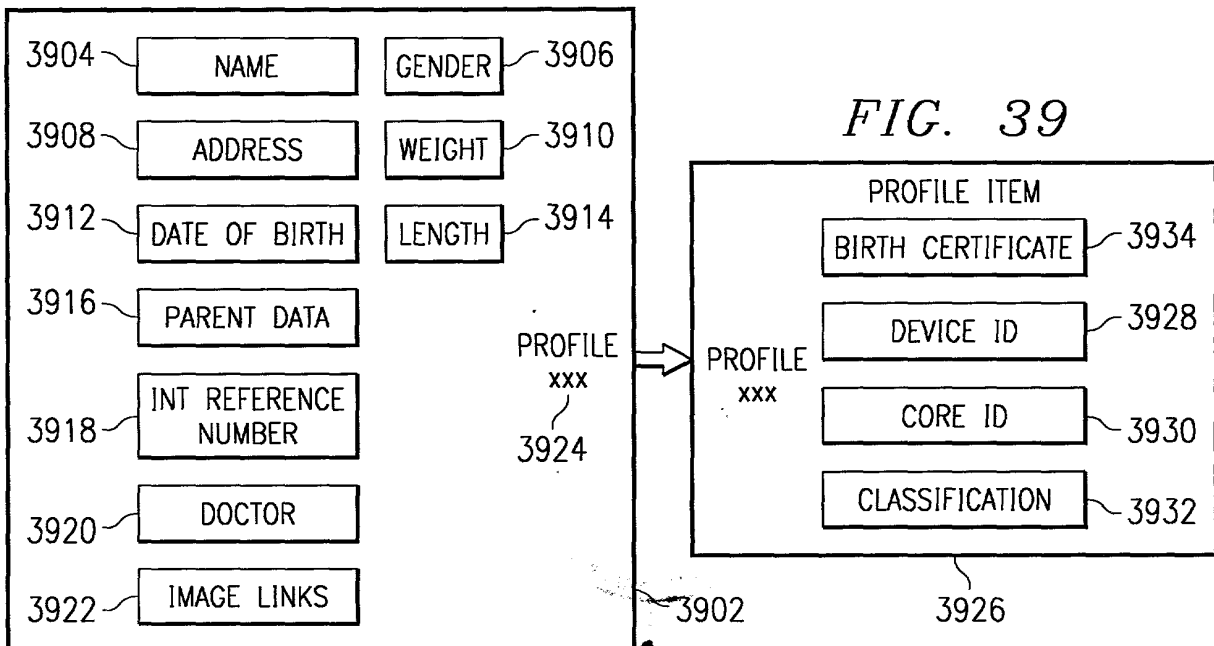 3904 NAME GENDER 3906
FIG. 39
3908 ADDRESS WEIGHT 3910
PROFILE ITEM
3912 DATE OF BIRTH LENGTH 3914
BIRTH CERTIFICATE 3934
3916 PARENT DATA
DEVICE ID 3928
PROFILE
xxx
3924
PROFILE
xxx
3918 INT REFERENCE
NUMBER
CORE ID 3930
3920 DOCTOR
CLASSIFICATION 3932
3922 IMAGE LINKS
3902
3926